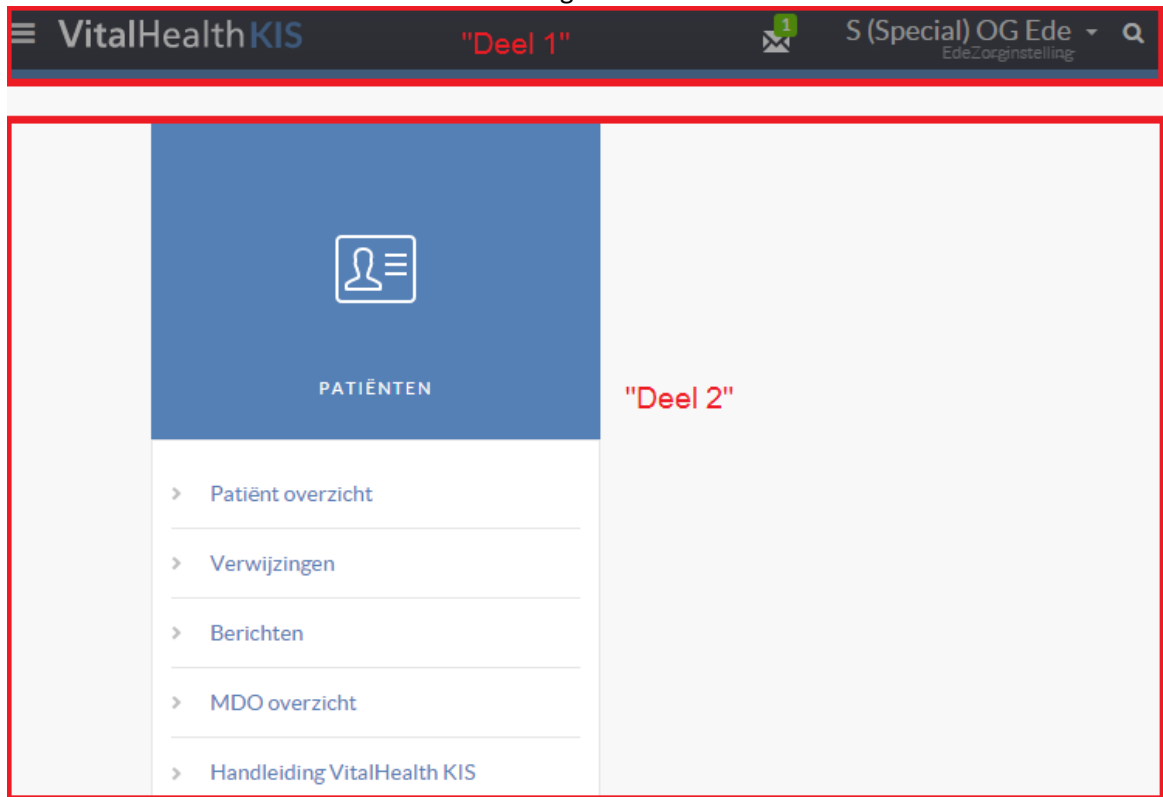 VitalHealth KIS
"Deel 1"
1
S (Special) OG Ede
EdeZorginstelling
PATIËNTEN
"Deel 2"
Patiënt overzicht
Verwijzingen
Berichten
MDO overzicht
Handleiding VitalHealth KIS